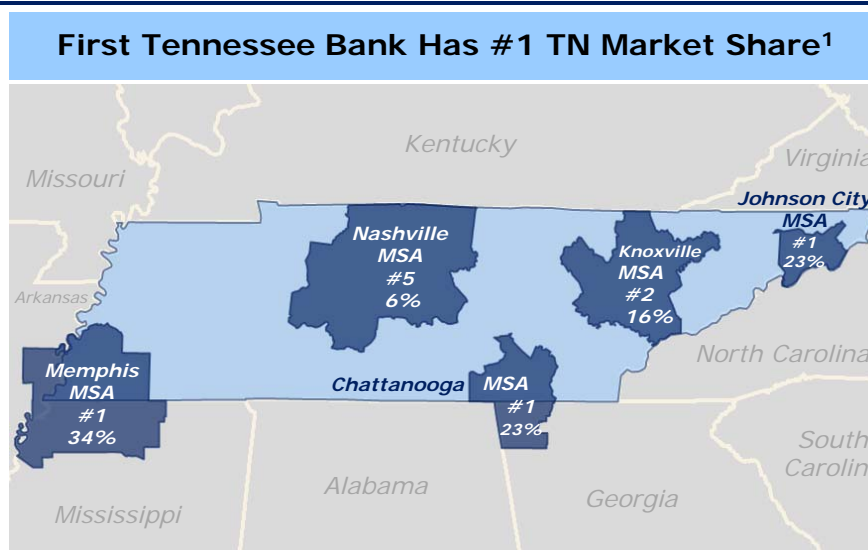 First Tennessee Bank Has #1 TN Market Share¹
Kentucky
Missouri
Virginia
Johnson City
MSA
#1
23%
Nashville
MSA
#5
6%
Knoxville
MSA
#2
16%
Arkansas
Memphis
MSA
#1
34%
Chattanooga MSA
#1
23%
North Carolina
South
Carolin
Alabama
Georgia
Mississippi